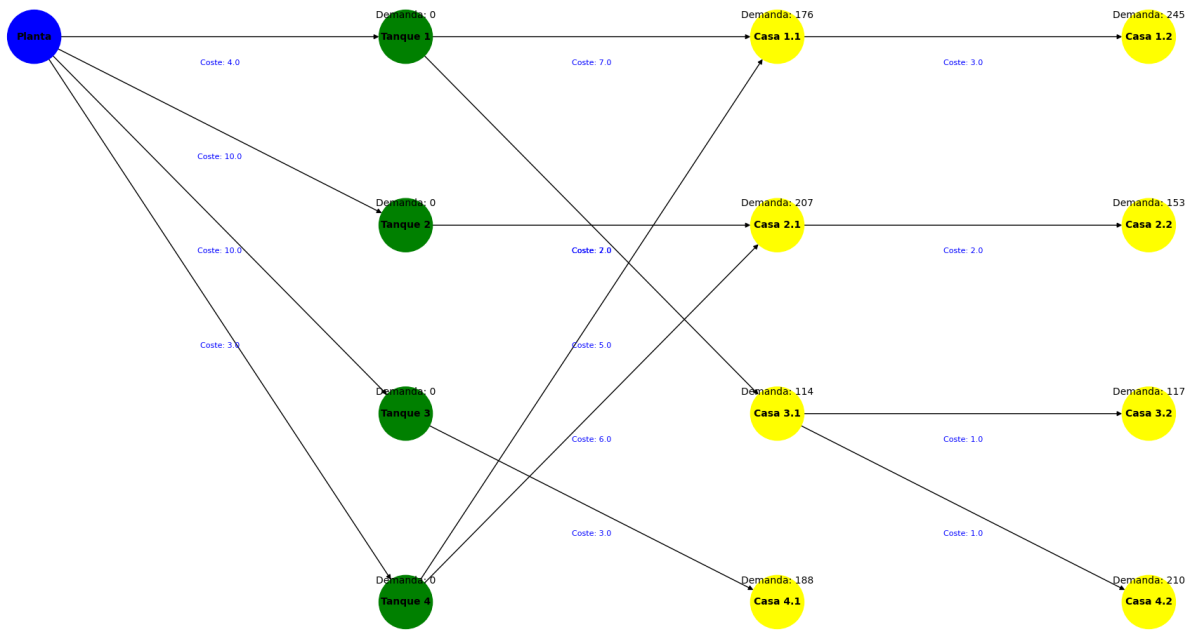 Demanda: 0
Demanda: 176
Demanda: 245
Planta
Tanque 1
Casa 1.1
Casa 1.2
Coste: 4.0
Coste: 7.0
Coste: 3.0
Coste: 10.0
Demanda: 0
Demanda: 207
Demanda: 153
Tanque 2
Casa 2.1
Casa 2.2
Coste: 10.0
Coste: 2.0
Coste: 3.0
Coste: 5.0
Demanda: 0
Demanda: 114
Demanda: 117
Tanque 3
Casa 3.1
Casa 3.2
Coste: 6.0
Coste: 1.0
Coste: 3.0
Coste: 1.0
Demanda: 0
Demanda: 188
Demanda: 210
Tanque 4
Casa 4.1
Casa 4.2